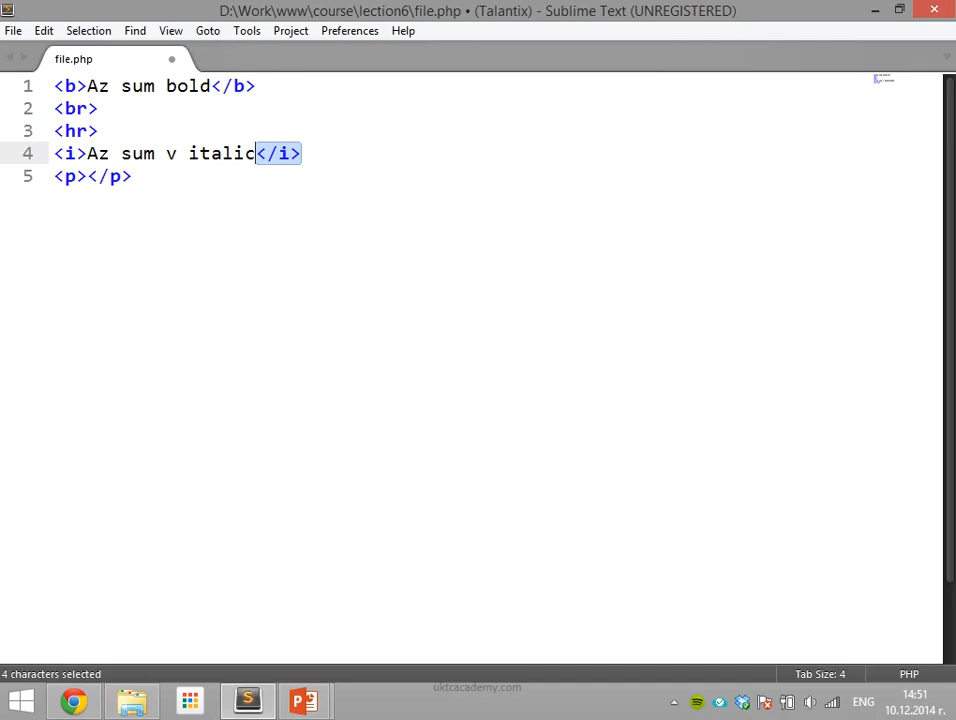 D:\Work\www\course\lection6\file.php • (Talantix) - Sublime Text (UNREGISTERED)
File Edit Selection Find View Goto Tools Project Preferences Help
file.php
1 <b>Az sum bold</b>
2 <br>
3 <hr>
4 <i>Az sum v italic</i>
5 <p></p>
4 characters selected
Tab Size: 4
PHP
uktcacademy.com
ENG
14:51
10.12.2014 г.